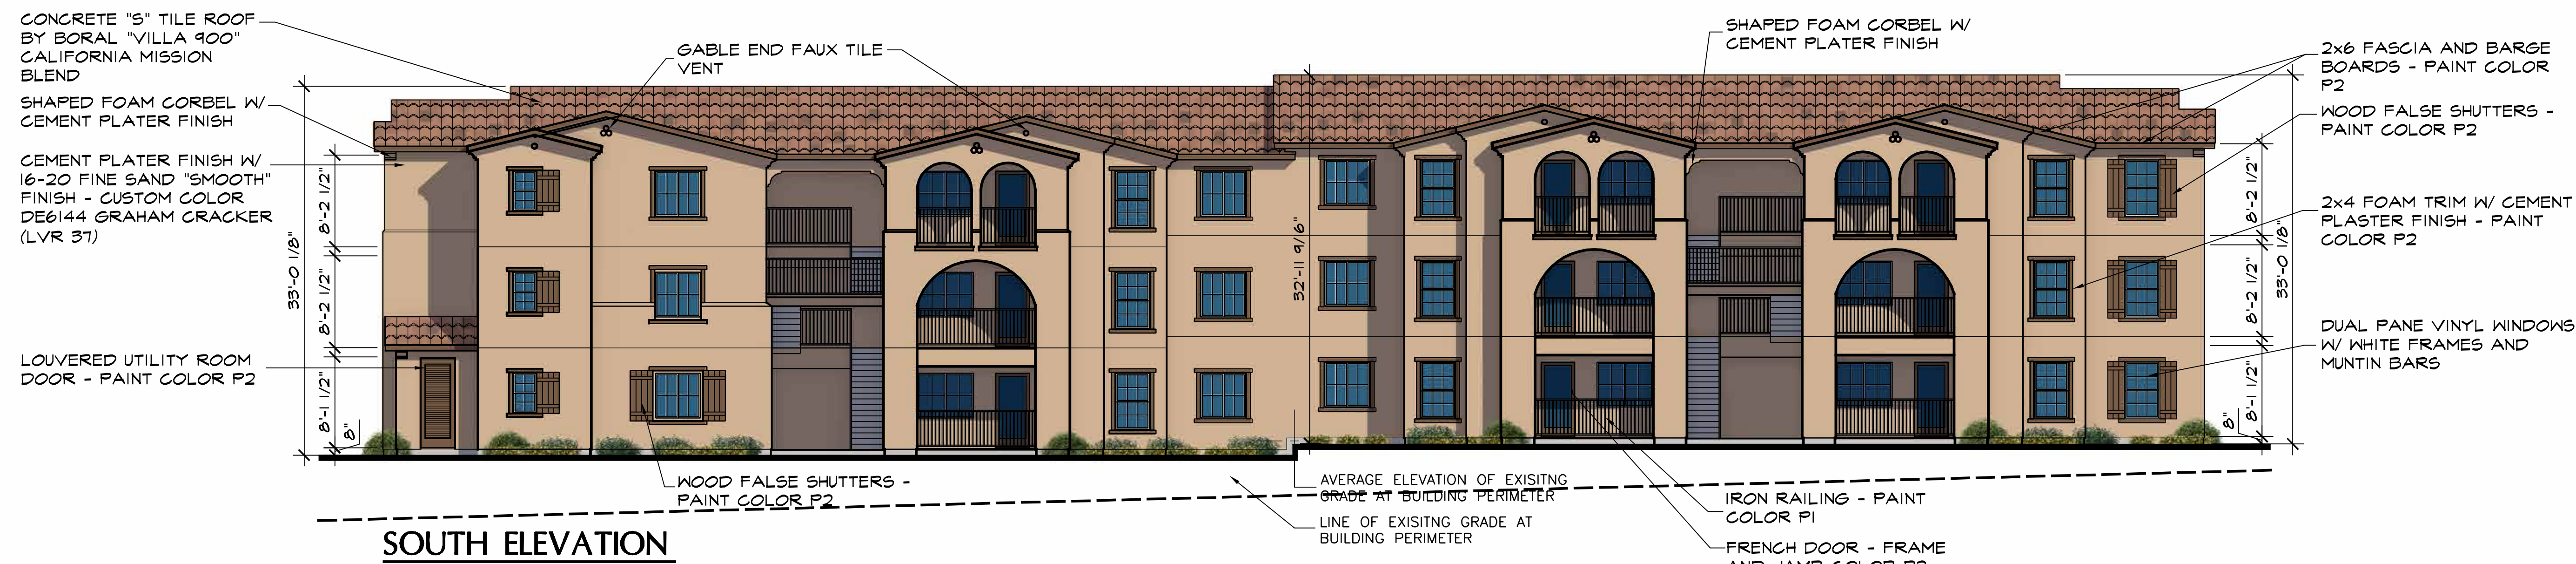 CONCRETE "S" TILE ROOF
BY BORAL "VILLA 900"
CALIFORNIA MISSION
BLEND
SHAPED FOAM CORBEL W/
CEMENT PLATER FINISH
CEMENT PLATER FINISH W/
16-20 FINE SAND "SMOOTH"
FINISH - CUSTOM COLOR
DE6144 GRAHAM CRACKER
(LVR 37)
LOUVERED UTILITY ROOM
DOOR - PAINT COLOR P2
33'-0 1/8"
8'-2 1/2"
8'-2 1/2"
8'-1 1/2"
8"
GABLE END FAUX TILE
VENT
WOOD FALSE SHUTTERS -
PAINT COLOR P2
32'-11 9/16"
AVERAGE ELEVATION OF EXISITNG
GRADE AT BUILDING PERIMETER
LINE OF EXISITNG GRADE AT
BUILDING PERIMETER
SHAPED FOAM CORBEL W/
CEMENT PLATER FINISH
IRON RAILING - PAINT
COLOR P1
FRENCH DOOR - FRAME
AND JAMB COLOR P2
8'-2 1/2"
8'-2 1/2"
8'-1 1/2"
8"
33'-0 1/8"
2x6 FASCIA AND BARGE
BOARDS - PAINT COLOR
P2
WOOD FALSE SHUTTERS -
PAINT COLOR P2
2x4 FOAM TRIM W/ CEMENT
PLASTER FINISH - PAINT
COLOR P2
DUAL PANE VINYL WINDOWS
W/ WHITE FRAMES AND
MUNTIN BARS
SOUTH ELEVATION